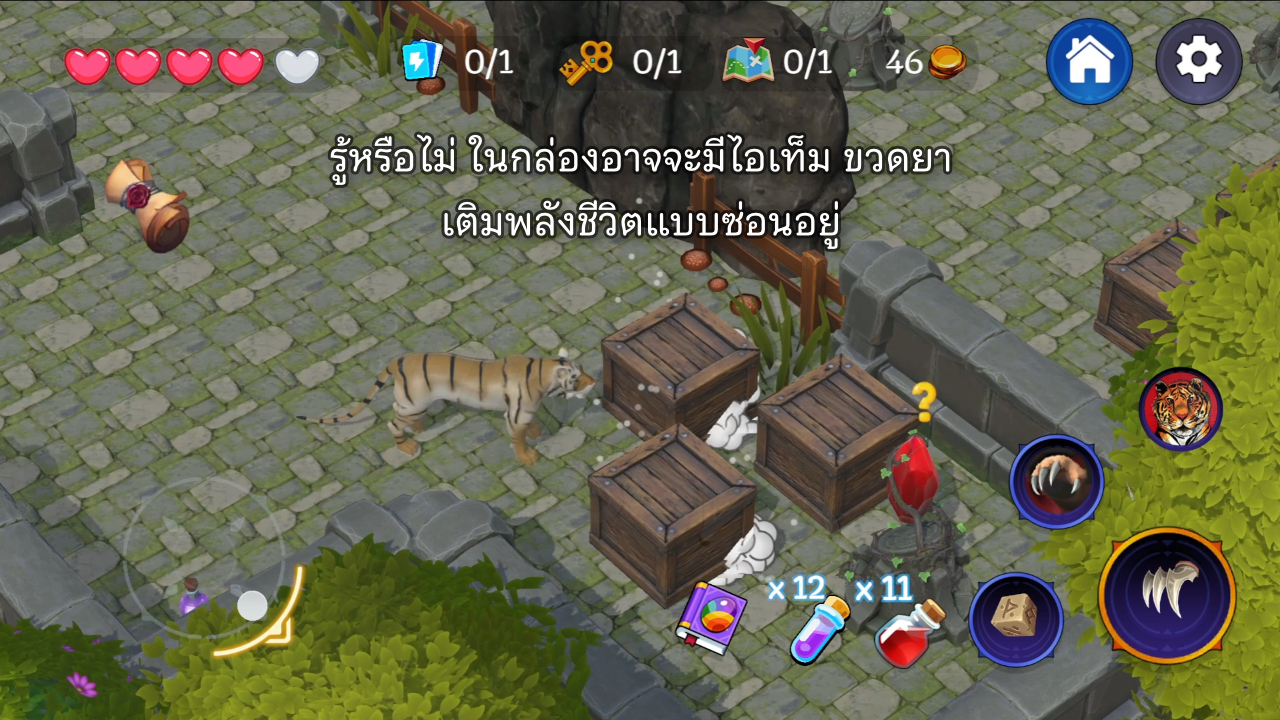 0/1 0/1 0/1 46
รู้หรือไม่ ในกล่องอาจจะมีไอเท็ม ขวดยา
เติมพลังชีวิตแบบซ่อนอยู่
?
x 12 x 11